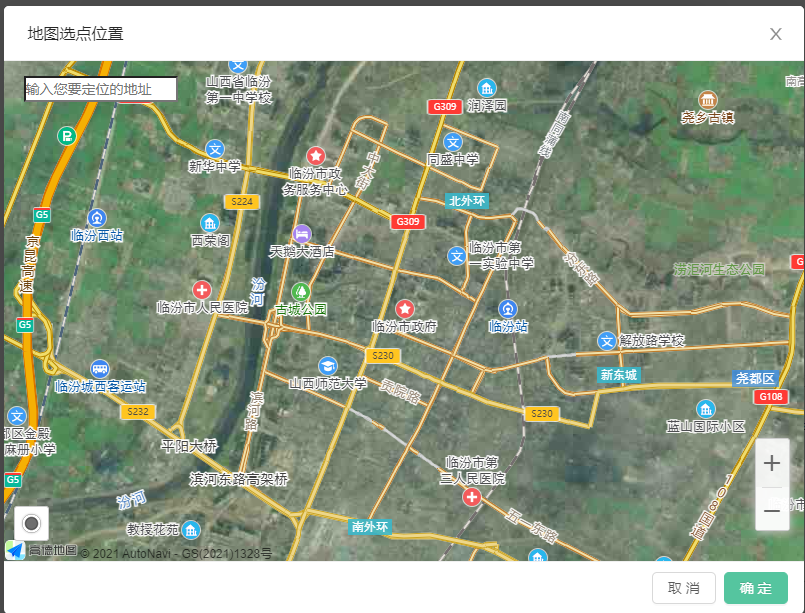 地图选点位置
输入您要定位的地址
山西省临汾
第一中学校
润泽园
G309
尧多古镇
南同蒲线
新华中学
同盛中学
中大街
临汾市政
务服务中心
S224
北外环
G5
G309
临汾西站
西荣阁
天鹅大酒店
临汾市第
一实验中学
京昆高速
涝洰河生态公园
汾河
临汾市人民医院
古城公园
G5
临汾市政府
临汾站
解放路学校
S230
临汾城西客运站
山西师范大学
贡院路
新东城
尧都区
G108
S232
滨河路
S230
蓝山国际小区
郡区金殿
麻册小学
平阳大桥
临汾市第
三人民医院
G5
滨河东路高架桥
汾河
108国道
教授花苑
南外环
五一东路
高德地图 © 2021 AutoNavi - GS(2021)1328号
取 消
确 定